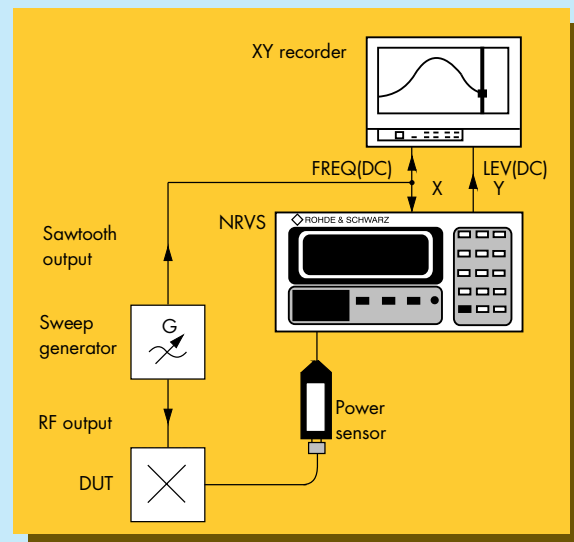 XY recorder
FREQ(DC)
LEV(DC)
X
Y
NRVS
ROHDE & SCHWARZ
Sawtooth
output
Sweep
generator
G
RF output
Power
sensor
DUT